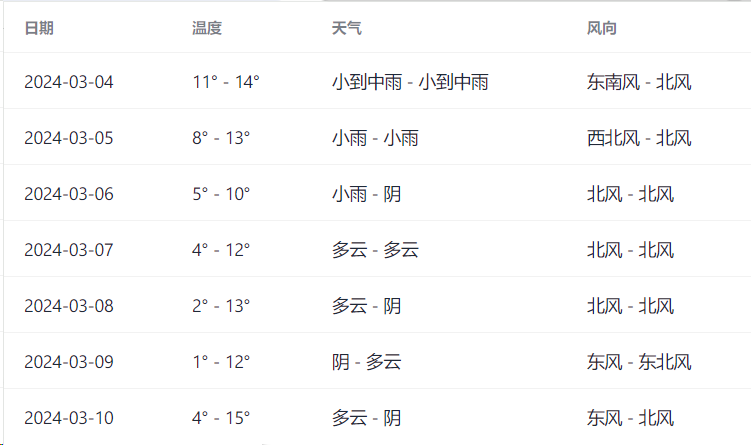 日期 温度 天气 风向
2024-03-04 11° - 14° 小到中雨 - 小到中雨 东南风 - 北风
2024-03-05 8° - 13° 小雨 - 小雨 西北风 - 北风
2024-03-06 5° - 10° 小雨 - 阴 北风 - 北风
2024-03-07 4° - 12° 多云 - 多云 北风 - 北风
2024-03-08 2° - 13° 多云 - 阴 北风 - 北风
2024-03-09 1° - 12° 阴 - 多云 东风 - 东北风
2024-03-10 4° - 15° 多云 - 阴 东风 - 北风